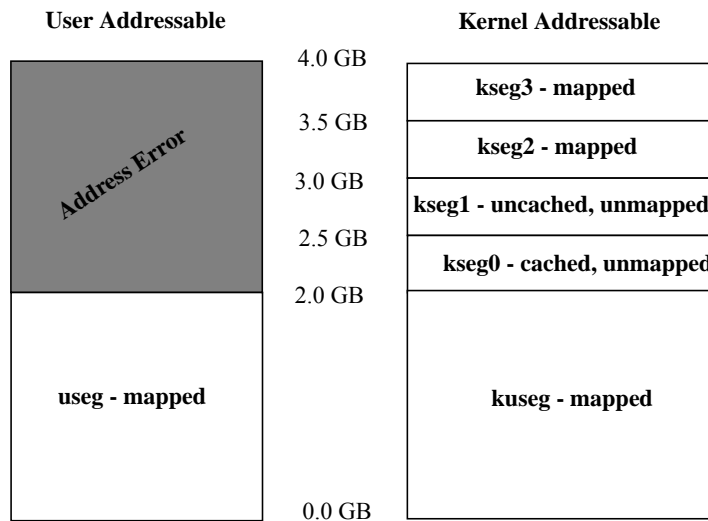 User Addressable
Kernel Addressable
4.0 GB
kseg3 - mapped
3.5 GB
kseg2 - mapped
Address Error
3.0 GB
kseg1 - uncached, unmapped
2.5 GB
kseg0 - cached, unmapped
2.0 GB
useg - mapped
kuseg - mapped
0.0 GB